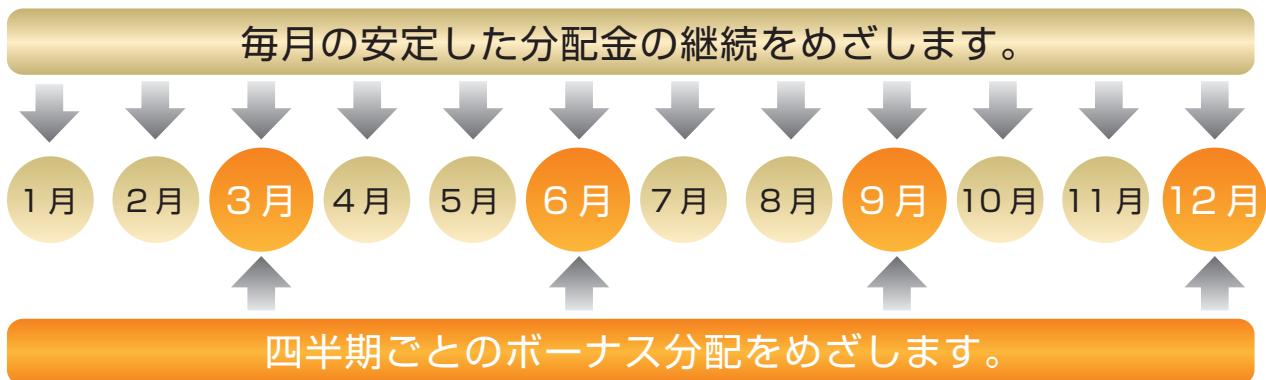 毎月の安定した分配金の継続をめざします。
1月 2月 3月 4月 5月 6月 7月 8月 9月 10月 11月 12月
四半期ごとのボーナス分配をめざします。